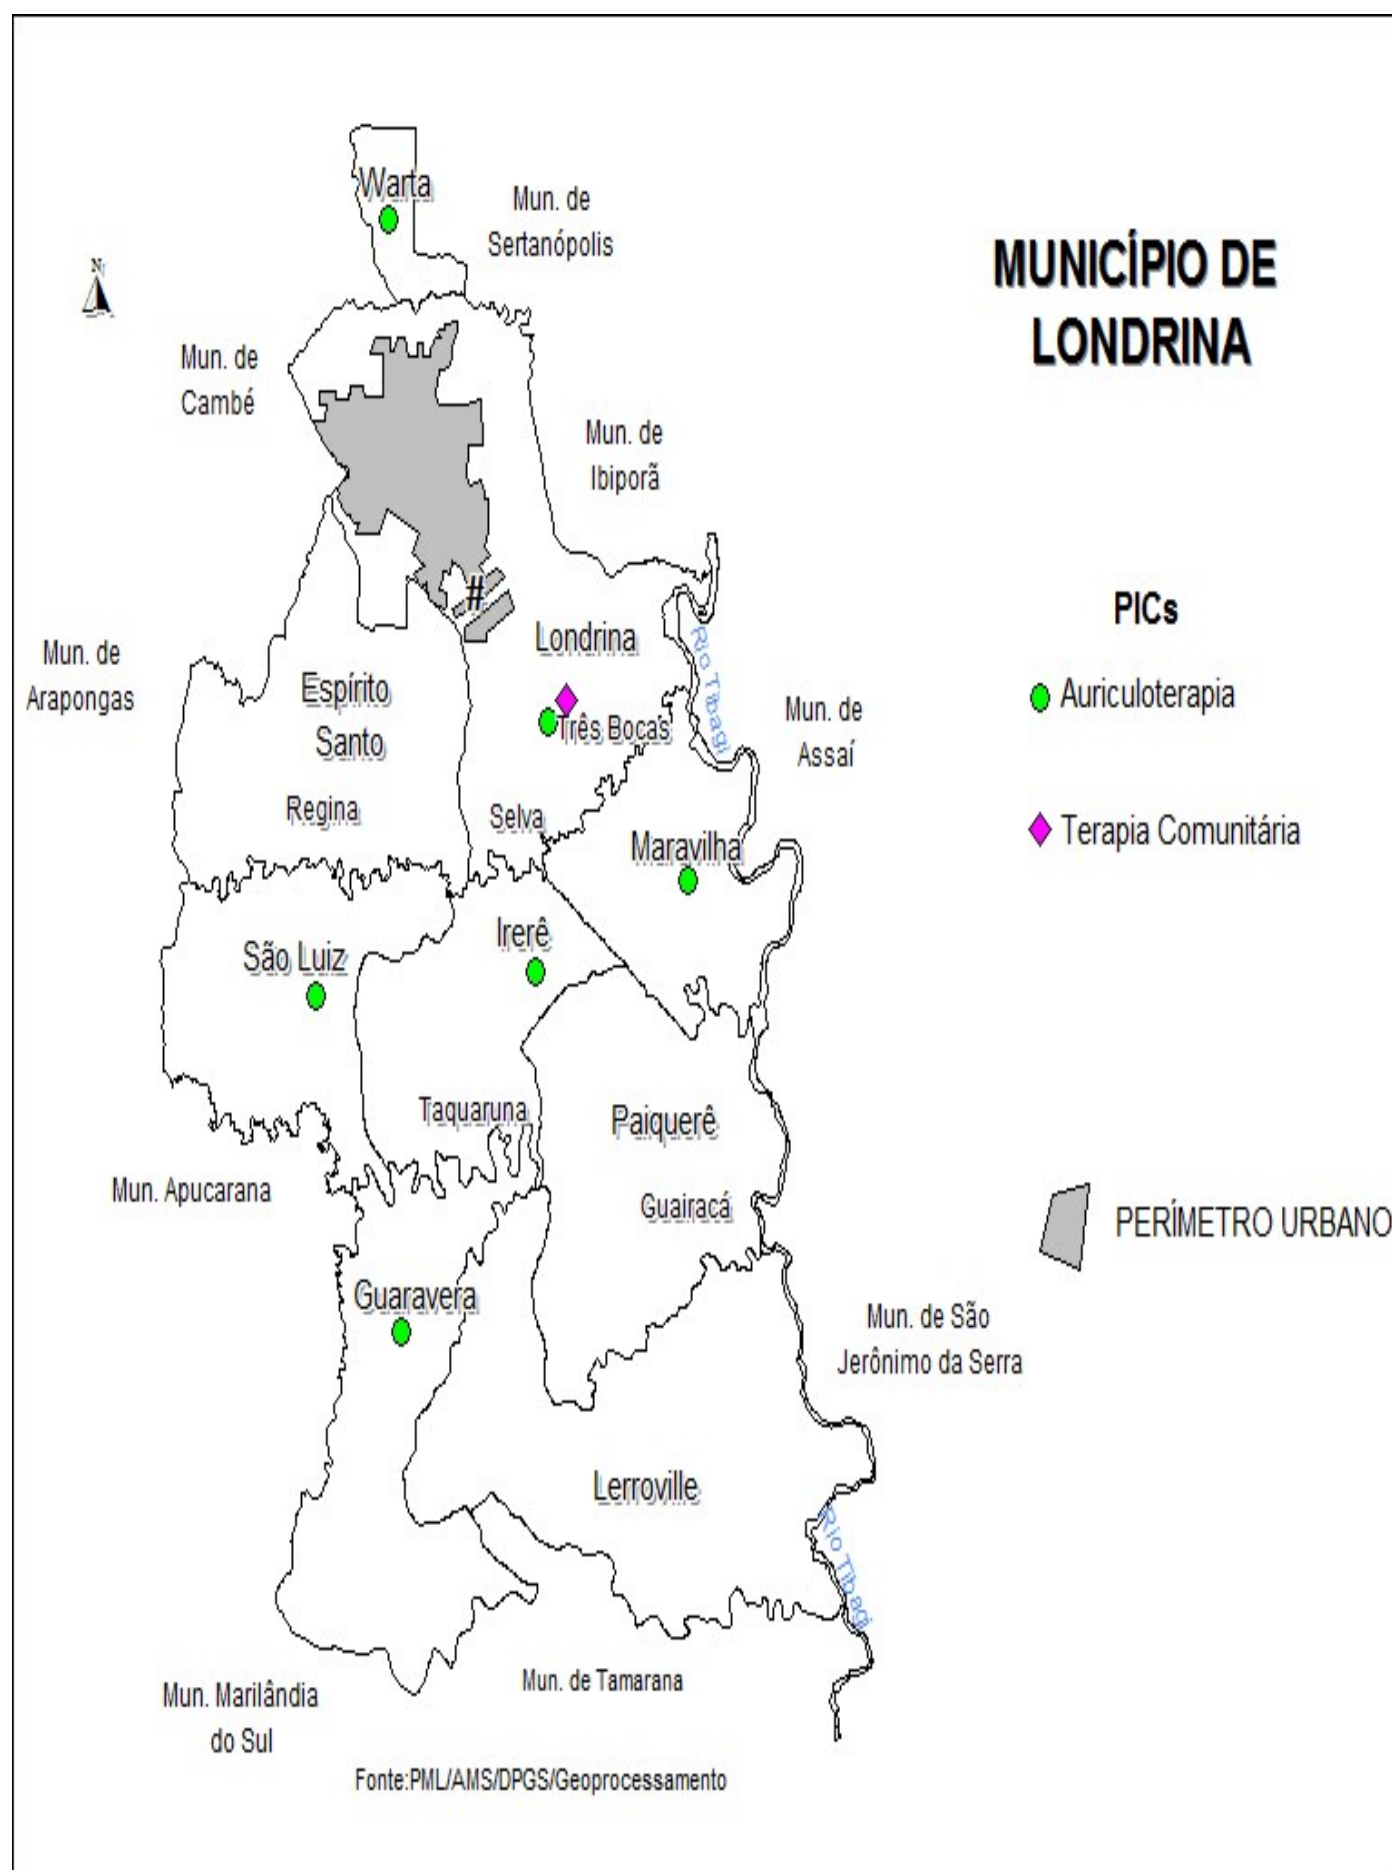 Warta
Mun. de
Sertanópolis
MUNICÍPIO DE
LONDRINA
N
Mun. de
Cambé
Mun. de
Ibiporã
#
PICs
Londrina
Rio Tibagi
Mun. de
Arapongas
Espírito
Santo
Auriculoterapia
Mun. de
Assaí
Três Bocas
Regina
Selva
Maravilha
Terapia Comunitária
Irerê
São Luiz
Taquaruna
Paiquerê
Mun. Apucarana
Guairacá
PERÍMETRO URBANO
Guaravera
Mun. de São
Jerônimo da Serra
Lerroville
Rio Tibagi
Mun. de Tamarana
Mun. Marilândia
do Sul
Fonte:PML/AMS/DPGS/Geoprocessamento